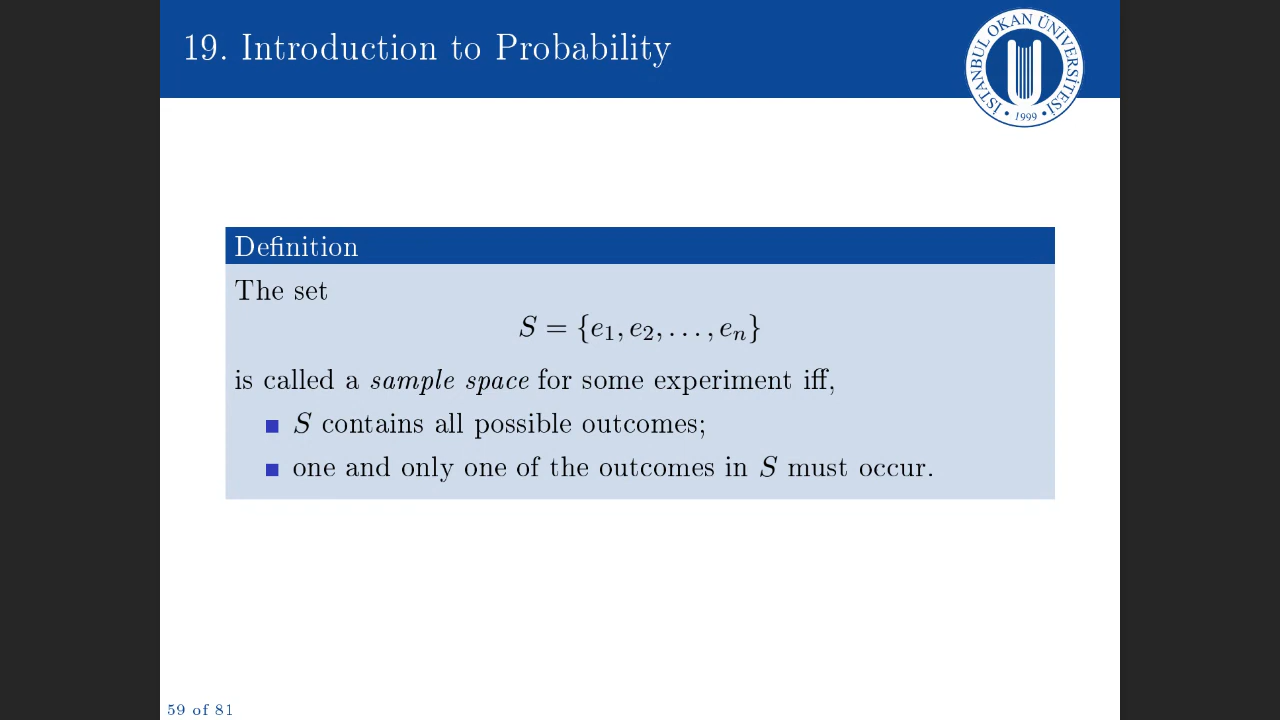 19. Introduction to Probability
İSTANBUL OKAN ÜNİVERSİTESİ
• 1999 •
Definition
The set
S = {e₁, e₂, . . . , eₙ}
is called a sample space for some experiment iff,
■ S contains all possible outcomes;
■ one and only one of the outcomes in S must occur.
59 of 81